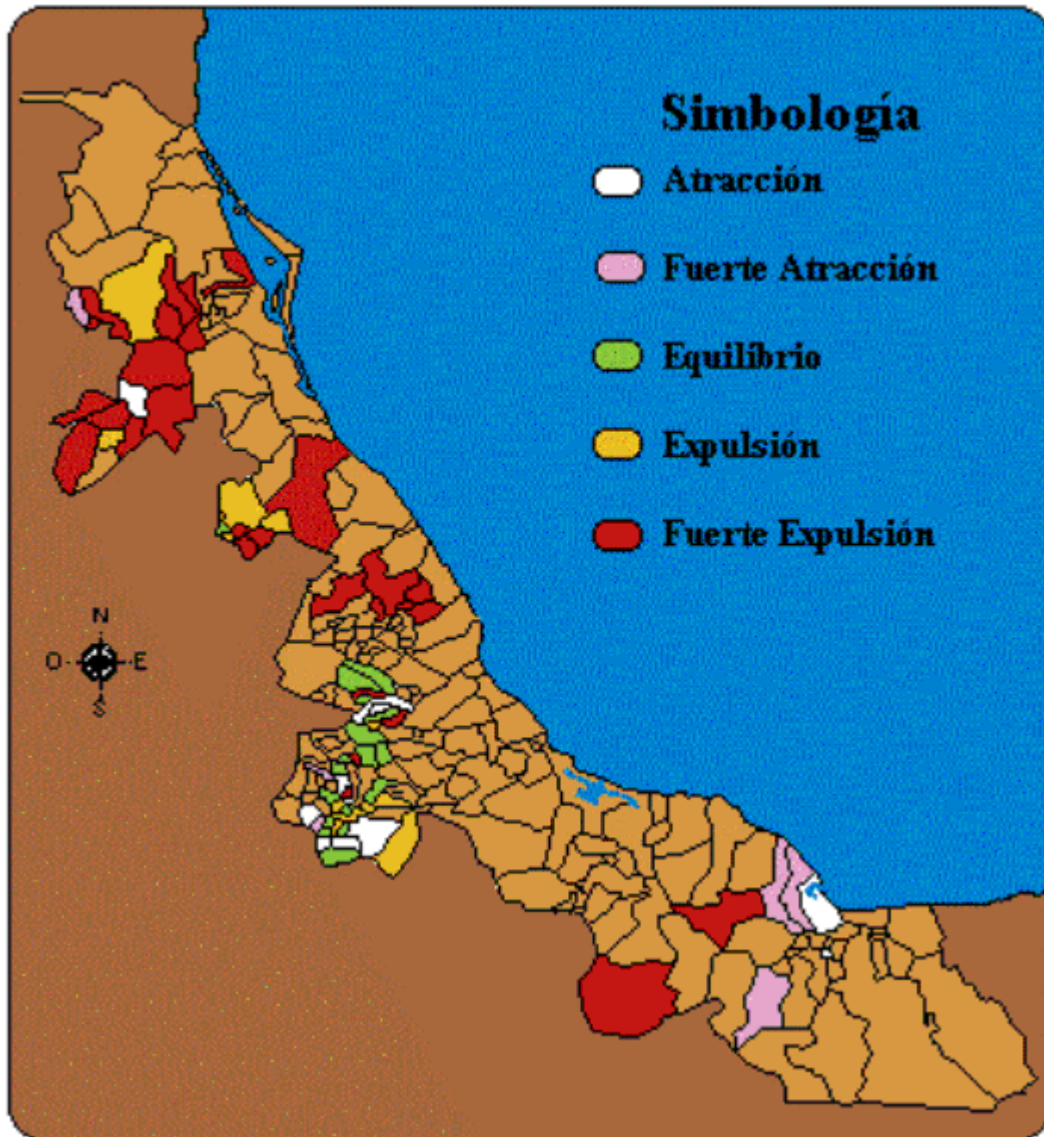 Simbología
Atracción
Fuerte Atracción
Equilibrio
Expulsión
Fuerte Expulsión
N
O E
S